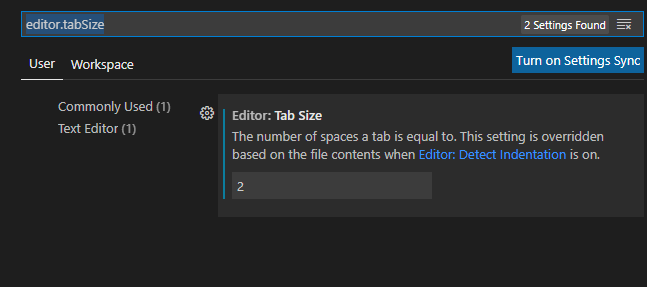 editor.tabSize 2 Settings Found
User Workspace Turn on Settings Sync
Commonly Used (1)
Text Editor (1)
Editor: Tab Size
The number of spaces a tab is equal to. This setting is overridden
based on the file contents when Editor: Detect Indentation is on.
2